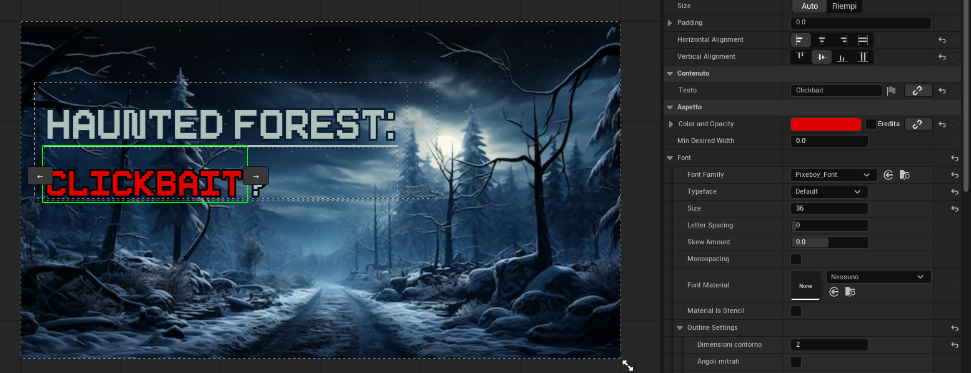 Size Auto Riempi
Padding 0.0
Horizontal Alignment
Vertical Alignment
Contenuto
Testo Clickbait
Aspetto
Color and Opacity Eredita
Min Desired Width 0.0
Font
Font Family Pixeboy_Font
Typeface Default
Size 36
Letter Spacing 0
Skew Amount 0.0
Monospacing
Font Material None Nessuno
Material Is Stencil
Outline Settings
Dimensioni contorno 2
Angoli mitrati
HAUNTED FOREST:
CLICKBAIT?